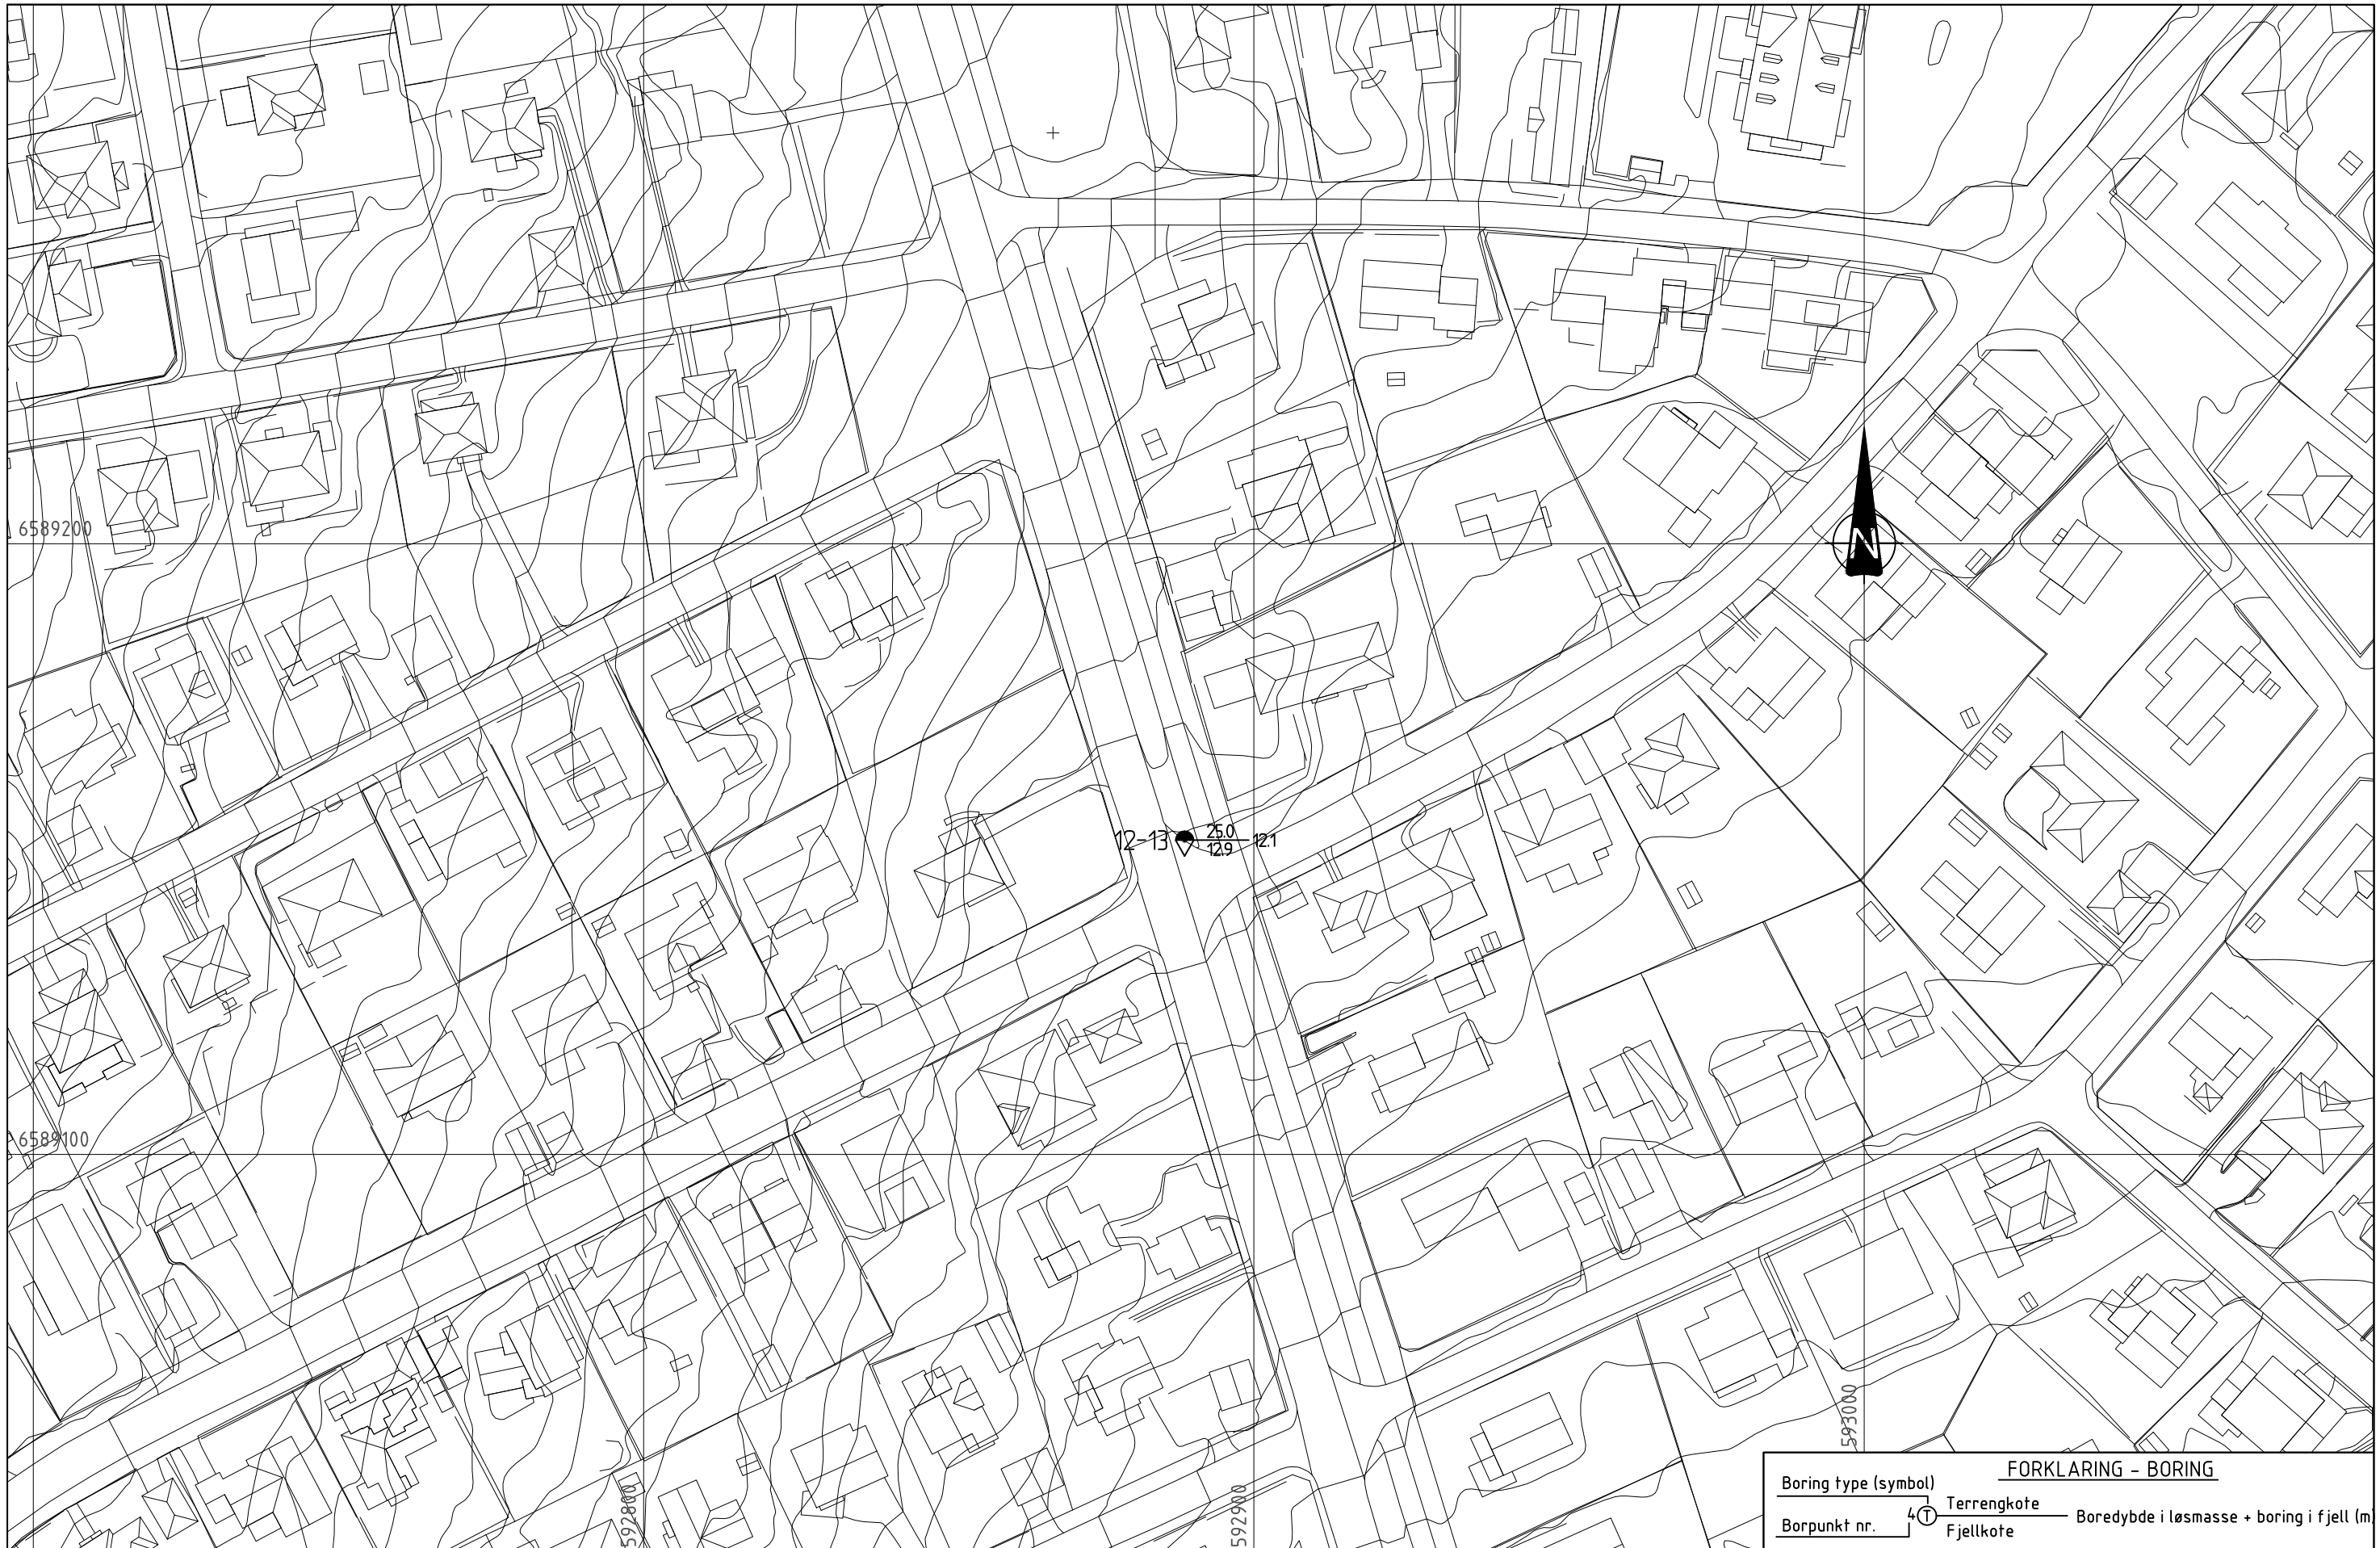 6589200
N
12-13 25.0 12.1
12.9
6589100
593000
592800
592900
FORKLARING - BORING
Boring type (symbol)
Terrengkote
4 T Boredybde i løsmasse + boring i fjell (m
Borpunkt nr.
Fjellkote